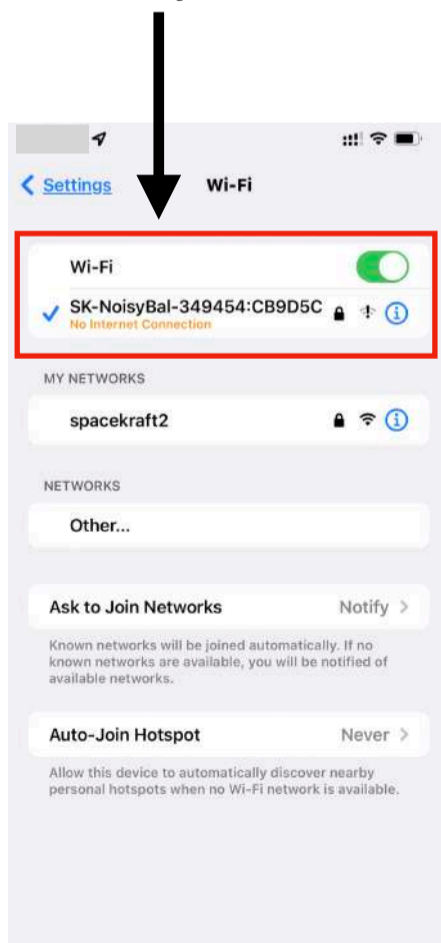 Settings
Wi-Fi
Wi-Fi
SK-NoisyBal-349454:CB9D5C
No Internet Connection
MY NETWORKS
spacekraft2
NETWORKS
Other...
Ask to Join Networks Notify
Known networks will be joined automatically. If no
known networks are available, you will be notified of
available networks.
Auto-Join Hotspot Never
Allow this device to automatically discover nearby
personal hotspots when no Wi-Fi network is available.